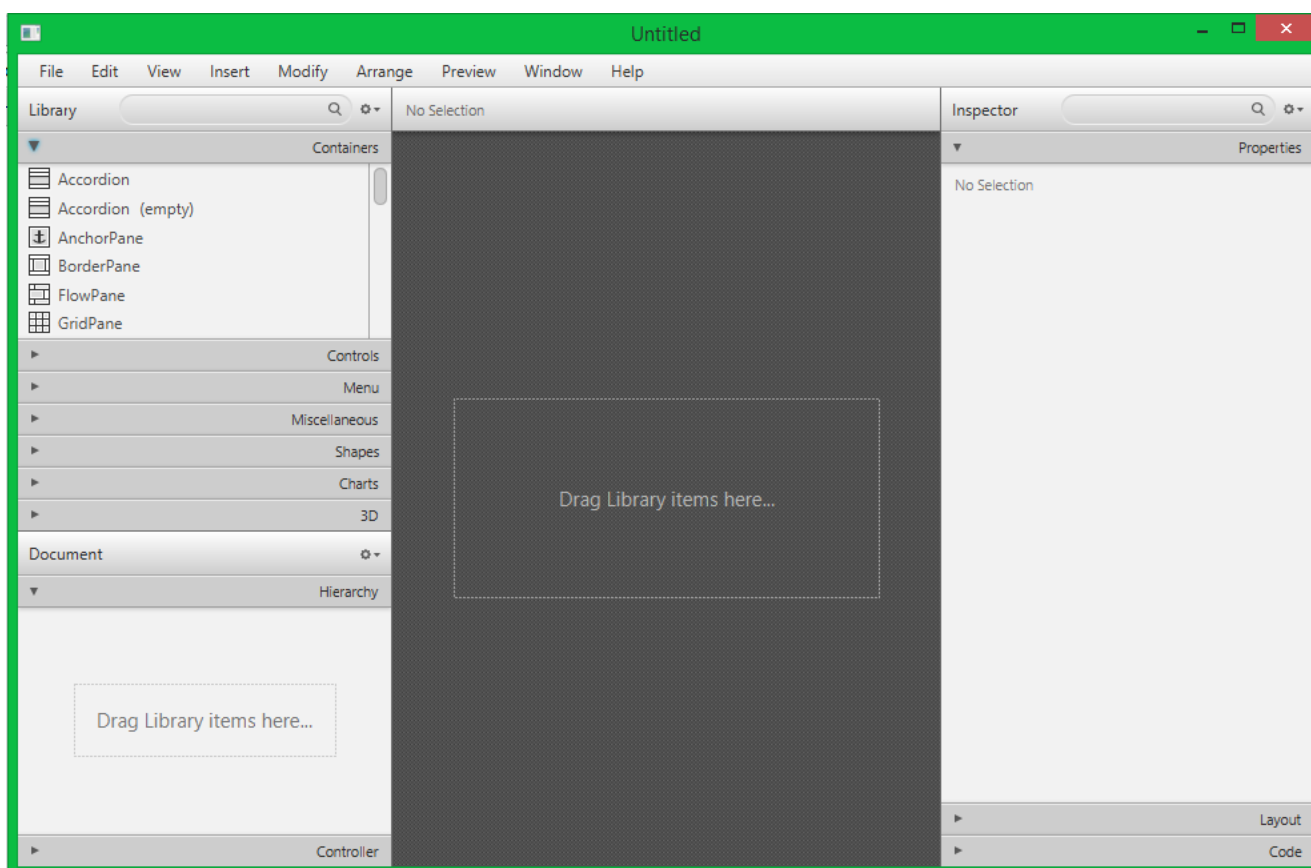 Untitled
File Edit View Insert Modify Arrange Preview Window Help
Library
No Selection
Inspector
Containers
Properties
Accordion
No Selection
Accordion (empty)
AnchorPane
BorderPane
FlowPane
GridPane
Controls
Menu
Miscellaneous
Shapes
Charts
Drag Library items here...
3D
Document
Hierarchy
Drag Library items here...
Layout
Controller
Code